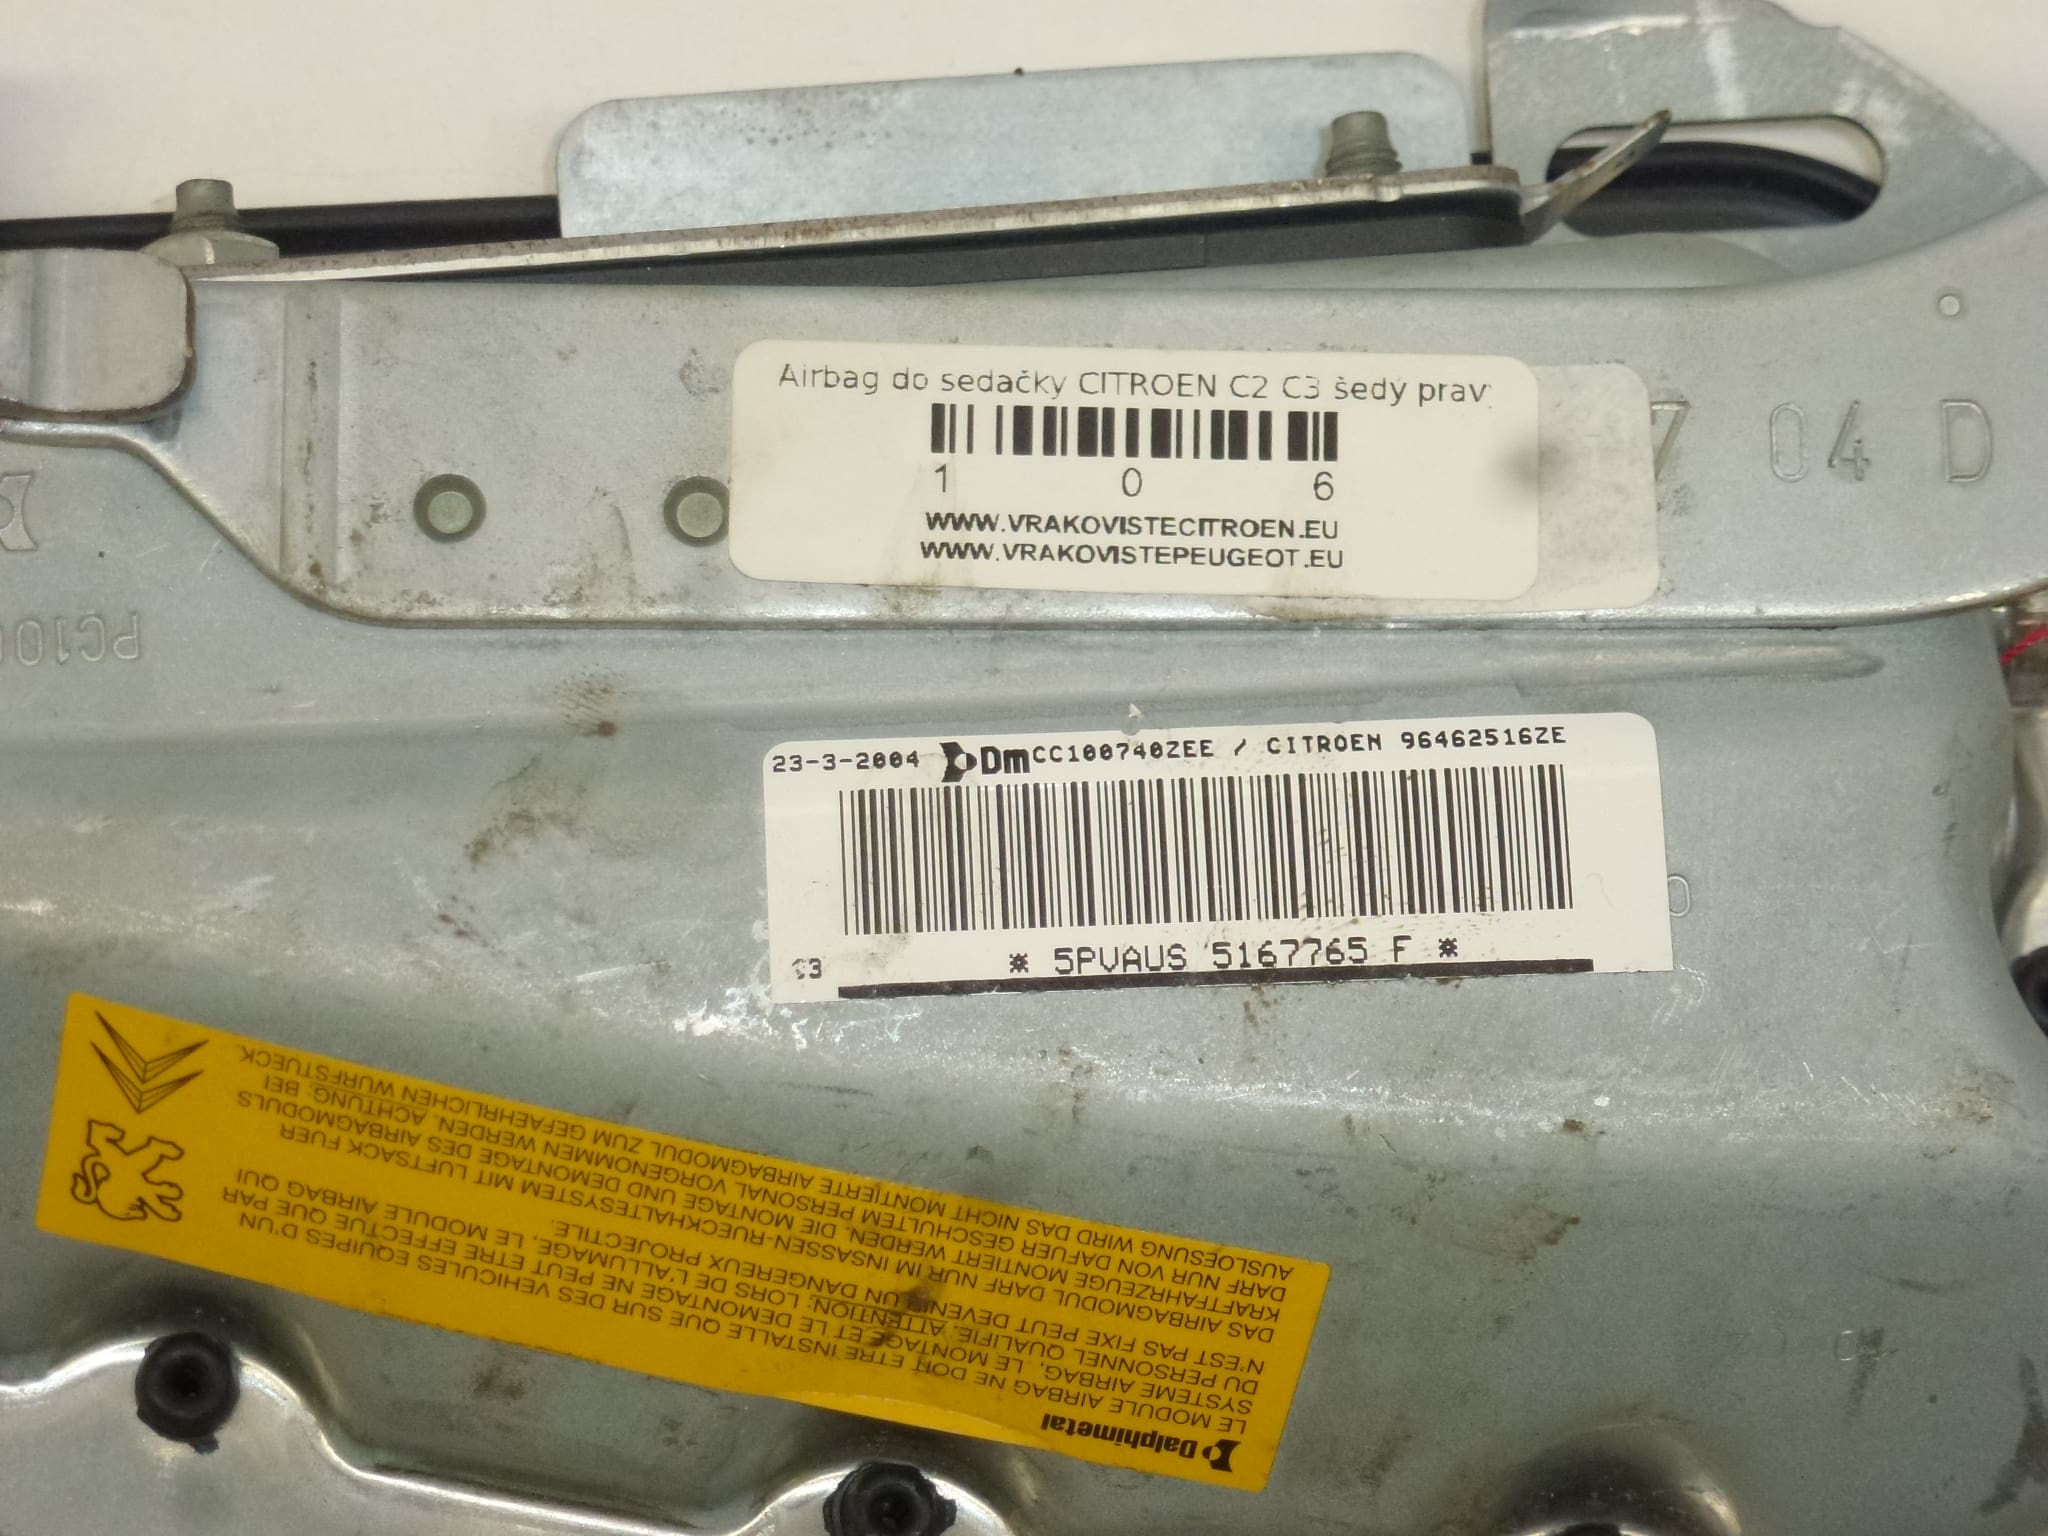 Airbag do sedačky CITROEN C2 C3 šedý prav
1 0 6
WWW.VRAKOVISTECITROEN.EU
WWW.VRAKOVISTEPEUGEOT.EU
7 04 D
PC10
23-3-2004 Dm CC100740ZEE / CITROEN 96462516ZE
* 5PVAUS 5167765 F *
Dalphimetal
LE MODULE AIRBAG NE DOIT ETRE INSTALLE QUE SUR DES VEHICULES EQUIPES D'UN
SYSTEME AIRBAG, LE MONTAGE ET LE DEMONTAGE NE PEUT ETRE EFFECTUE QUE PAR
DU PERSONNEL QUALIFIE. ATTENTION: LORS DE L'ALLUMAGE, LE MODULE AIRBAG QUI
N'EST PAS FIXE PEUT DEVENIR UN DANGEREUX PROJECTILE.
DAS AIRBAGMODUL DARF NUR IM INSASSEN-RUECKHALTESYSTEM MIT LUFTSACK FUER
KRAFTFAHRZEUGE MONTIERT WERDEN. DIE MONTAGE UND DEMONTAGE DES AIRBAGMODULS
DARF NUR VON DAFUER GESCHULTEM PERSONAL VORGENOMMEN WERDEN. ACHTUNG: BEI
AUSLOESUNG WIRD DAS NICHT MONTIERTE AIRBAGMODUL ZUM GEFAEHRLICHEN WURFSTUECK.